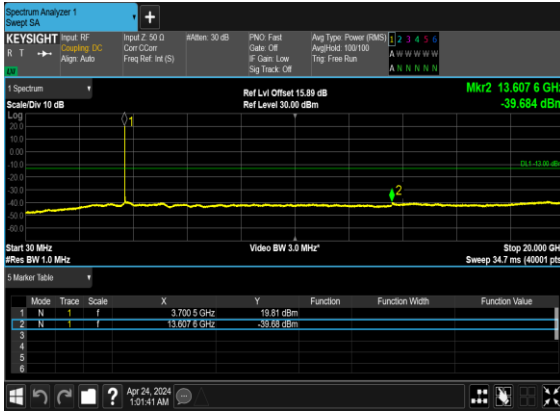 Spectrum Analyzer 1
Swept SA
+
KEYSIGHT
R T
LV
Input: RF
Coupling: DC
Align: Auto
Input Z: 50 Ω
Corr CCorr
Freq Ref: Int (S)
#Atten: 30 dB
PNO: Fast
Gate: Off
IF Gain: Low
Sig Track: Off
Avg Type: Power (RMS)
Avg|Hold: 100/100
Trig: Free Run
1 2 3 4 5 6
A W W W W W
A N N N N N
1 Spectrum
Scale/Div 10 dB
Ref Lvl Offset 15.89 dB
Ref Level 30.00 dBm
Mkr2 13.607 6 GHz
-39.684 dBm
Log
20.0
10.0
0.00
-10.0
-20.0
-30.0
-40.0
-50.0
-60.0
1
DL1 -13.00 dBm
2
Start 30 MHz
#Res BW 1.0 MHz
Video BW 3.0 MHz*
Stop 20.000 GH
Sweep 34.7 ms (40001 pts
5 Marker Table
Mode Trace Scale X Y Function Function Width Function Value
1 N 1 f 3.700 5 GHz 19.81 dBm
2 N 1 f 13.607 6 GHz -39.68 dBm
3
4
5
6
?
Apr 24, 2024
1:01:41 AM